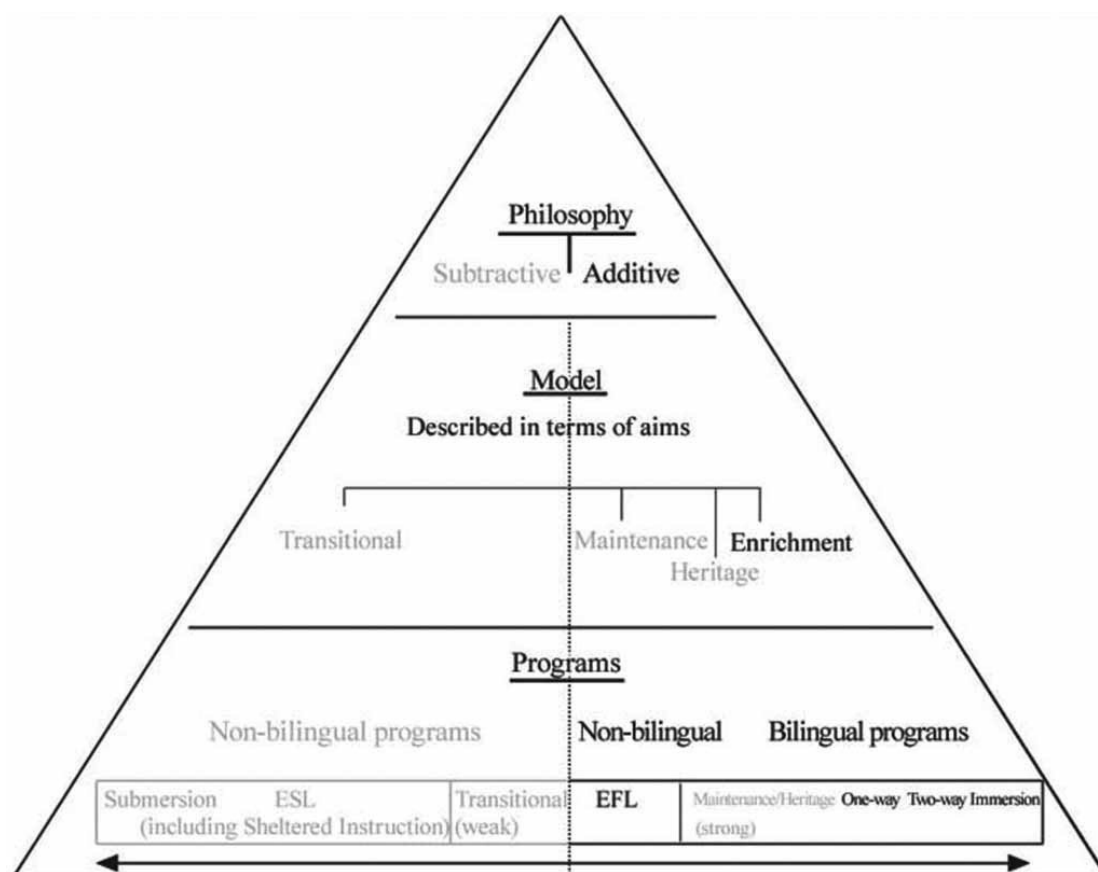 Philosophy
Subtractive Additive
Model
Described in terms of aims
Transitional Maintenance Enrichment
Heritage
Programs
Non-bilingual programs Non-bilingual Bilingual programs
Submersion ESL Transitional EFL Maintenance/Heritage One-way Two-way Immersion
(including Sheltered Instruction) (weak) (strong)